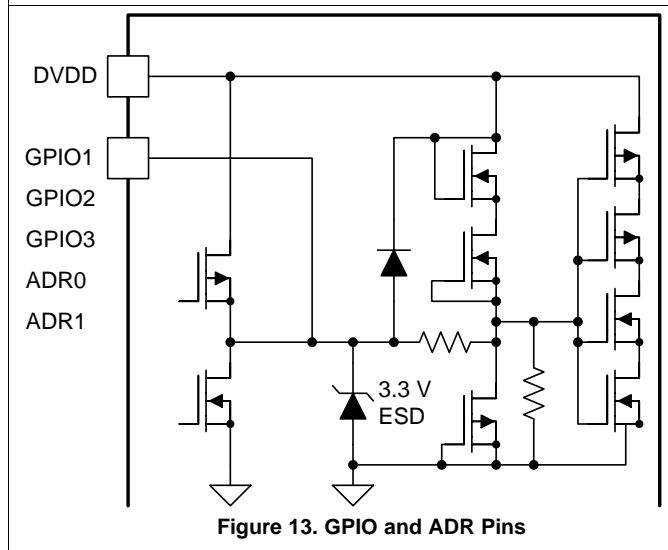 DVDD
GPIO1
GPIO2
GPIO3
ADR0
ADR1
3.3 V
ESD
Figure 13. GPIO and ADR Pins